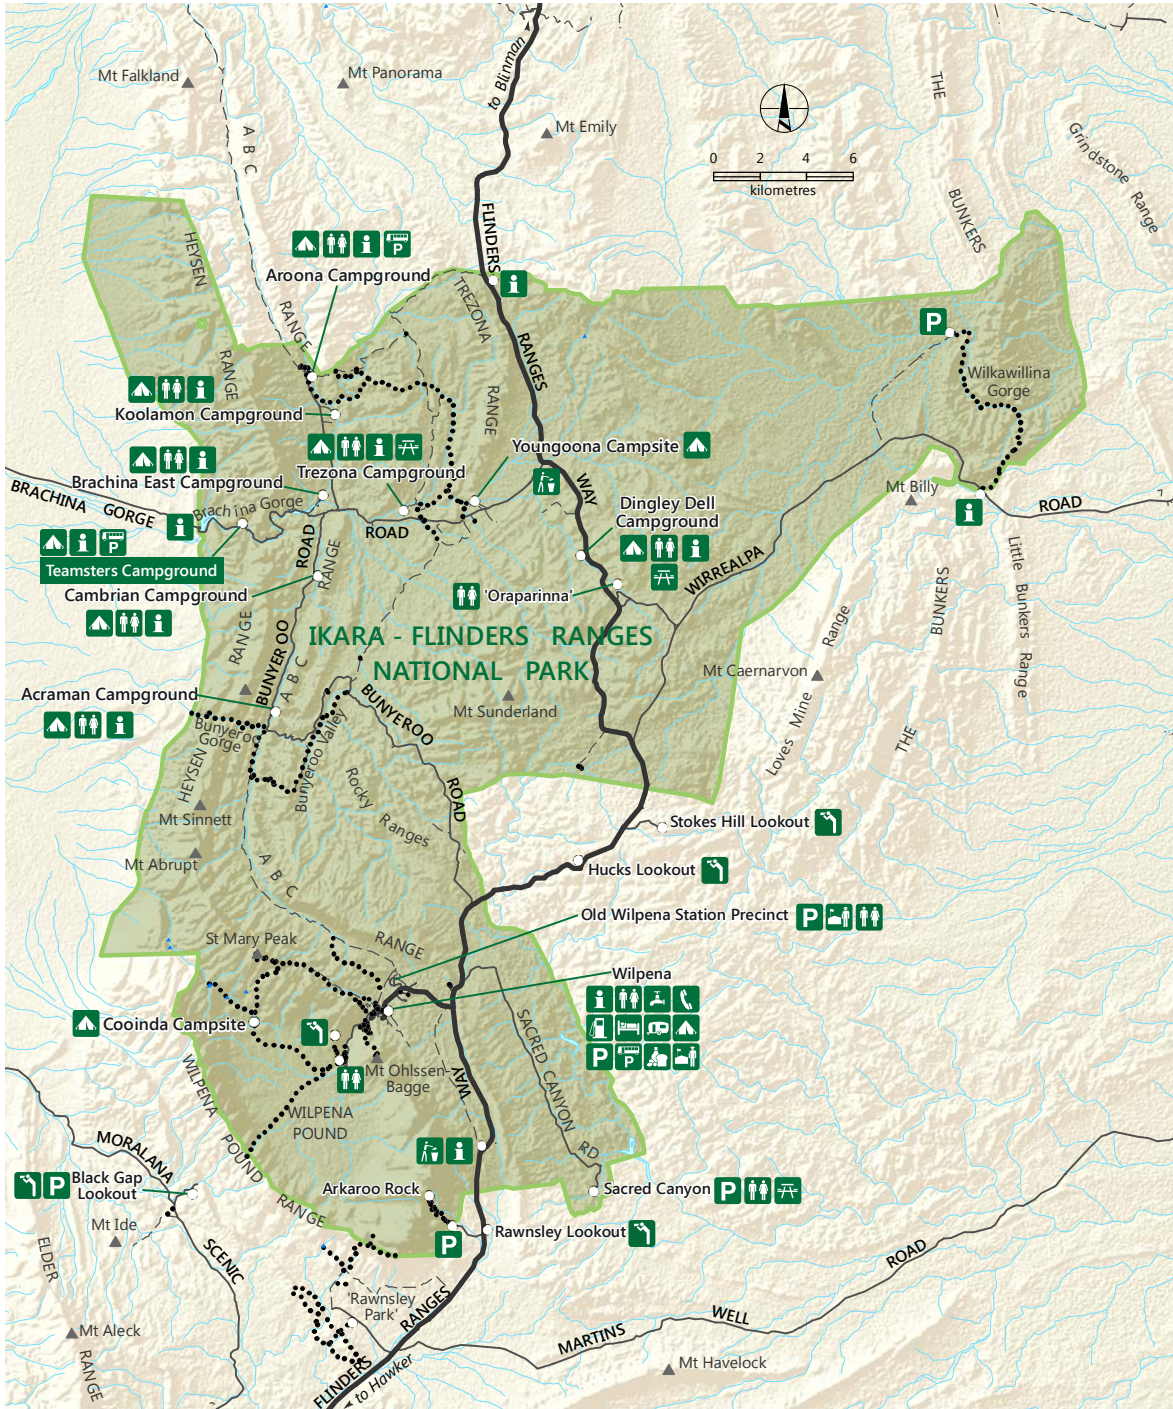 to Blinman
Mt Falkland
Mt Panorama
Mt Emily
0 2 4 6
kilometres
THE
BUNKERS
Grindstone Range
A B C
RANGE
HEYSEN
RANGE
FLINDERS
RANGES
WAY
i
P
Aroona Campground
i
TREZONA
RANGE
P
Wilkawillina
Gorge
i
Koolamon Campground
i
Trezona Campground
Youngoona Campsite
i
Brachina East Campground
Brachina Gorge
BRACHINA GORGE
ROAD
i
i
P
Teamsters Campground
Cambrian Campground
i
ROAD
RANGE
Dingley Dell
Campground
i
'Oraparinna'
WIRREALPA
ROAD
Mt Billy
i
Little Bunkers Range
BUNKERS
THE
Loves Mine Range
Mt Caernarvon
IKARA - FLINDERS RANGES
NATIONAL PARK
RANGE
BUNYEROO
A B C
Acraman Campground
i
Bunyeroo
Gorge
Bunyeroo Valley
BUNYEROO
ROAD
Mt Sunderland
HEYSEN
Mt Sinnett
Mt Abrupt
Rocky
Ranges
A B C
RANGE
Stokes Hill Lookout
Hucks Lookout
Old Wilpena Station Precinct
P
St Mary Peak
Wilpena
i
P
P
Cooinda Campsite
Mt Ohlssen-
Bagge
WILPENA
POUND
WILPENA
POUND
RANGE
WAY
SACRED CANYON RD
i
MORALANA
SCENIC
P
Black Gap
Lookout
Mt Ide
ELDER
RANGE
Mt Aleck
Arkaroo Rock
P
Sacred Canyon
P
Rawnsley Lookout
'Rawnsley
Park'
FLINDERS
RANGES
to Hawker
MARTINS
WELL
ROAD
Mt Havelock